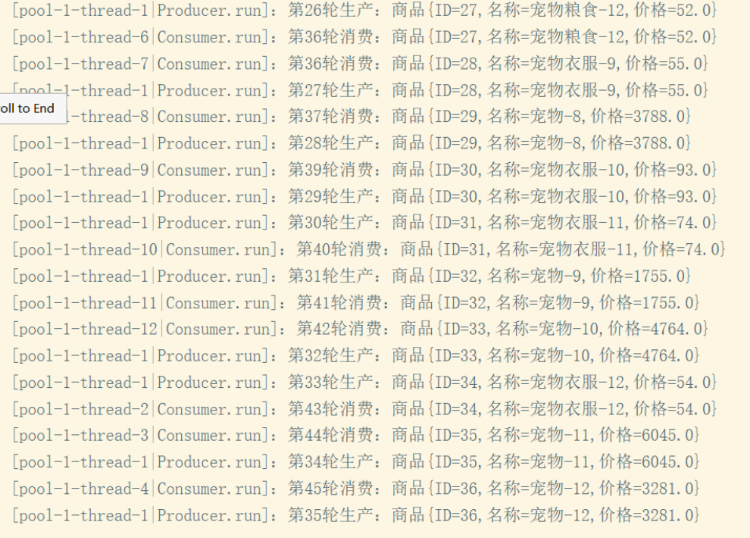 [pool-1-thread-1|Producer.run]: 第26轮生产: 商品{ID=27,名称=宠物粮食-12,价格=52.0}
[pool-1-thread-6|Consumer.run]: 第36轮消费: 商品{ID=27,名称=宠物粮食-12,价格=52.0}
[pool-1-thread-7|Consumer.run]: 第36轮消费: 商品{ID=28,名称=宠物衣服-9,价格=55.0}
[pool-1-thread-1|Producer.run]: 第27轮生产: 商品{ID=28,名称=宠物衣服-9,价格=55.0}
oll to End
-1-thread-8|Consumer.run]: 第37轮消费: 商品{ID=29,名称=宠物-8,价格=3788.0}
[pool-1-thread-1|Producer.run]: 第28轮生产: 商品{ID=29,名称=宠物-8,价格=3788.0}
[pool-1-thread-9|Consumer.run]: 第39轮消费: 商品{ID=30,名称=宠物衣服-10,价格=93.0}
[pool-1-thread-1|Producer.run]: 第29轮生产: 商品{ID=30,名称=宠物衣服-10,价格=93.0}
[pool-1-thread-1|Producer.run]: 第30轮生产: 商品{ID=31,名称=宠物衣服-11,价格=74.0}
[pool-1-thread-10|Consumer.run]: 第40轮消费: 商品{ID=31,名称=宠物衣服-11,价格=74.0}
[pool-1-thread-1|Producer.run]: 第31轮生产: 商品{ID=32,名称=宠物-9,价格=1755.0}
[pool-1-thread-11|Consumer.run]: 第41轮消费: 商品{ID=32,名称=宠物-9,价格=1755.0}
[pool-1-thread-12|Consumer.run]: 第42轮消费: 商品{ID=33,名称=宠物-10,价格=4764.0}
[pool-1-thread-1|Producer.run]: 第32轮生产: 商品{ID=33,名称=宠物-10,价格=4764.0}
[pool-1-thread-1|Producer.run]: 第33轮生产: 商品{ID=34,名称=宠物衣服-12,价格=54.0}
[pool-1-thread-2|Consumer.run]: 第43轮消费: 商品{ID=34,名称=宠物衣服-12,价格=54.0}
[pool-1-thread-3|Consumer.run]: 第44轮消费: 商品{ID=35,名称=宠物-11,价格=6045.0}
[pool-1-thread-1|Producer.run]: 第34轮生产: 商品{ID=35,名称=宠物-11,价格=6045.0}
[pool-1-thread-4|Consumer.run]: 第45轮消费: 商品{ID=36,名称=宠物-12,价格=3281.0}
[pool-1-thread-1|Producer.run]: 第35轮生产: 商品{ID=36,名称=宠物-12,价格=3281.0}